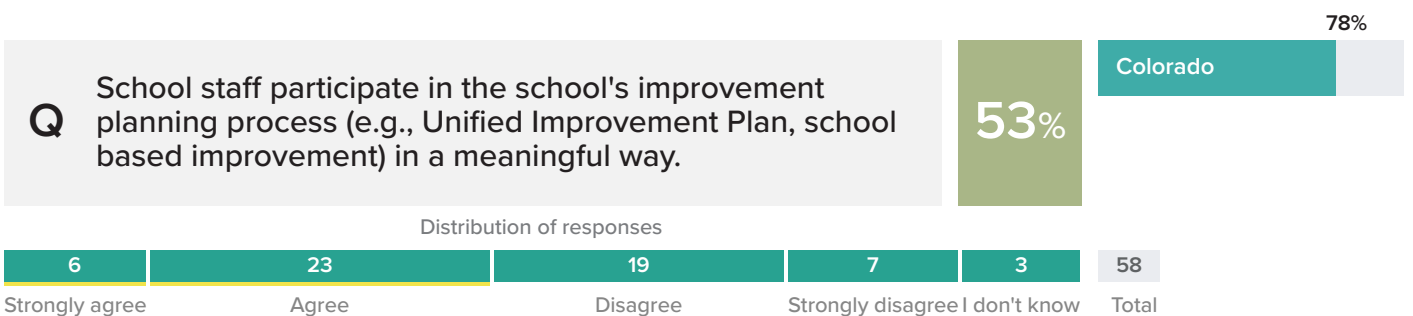 78%
Q
School staff participate in the school's improvement
planning process (e.g., Unified Improvement Plan, school
based improvement) in a meaningful way.
53%
Colorado
Distribution of responses
6 23 19 7 3 58
Strongly agree Agree Disagree Strongly disagree I don't know Total